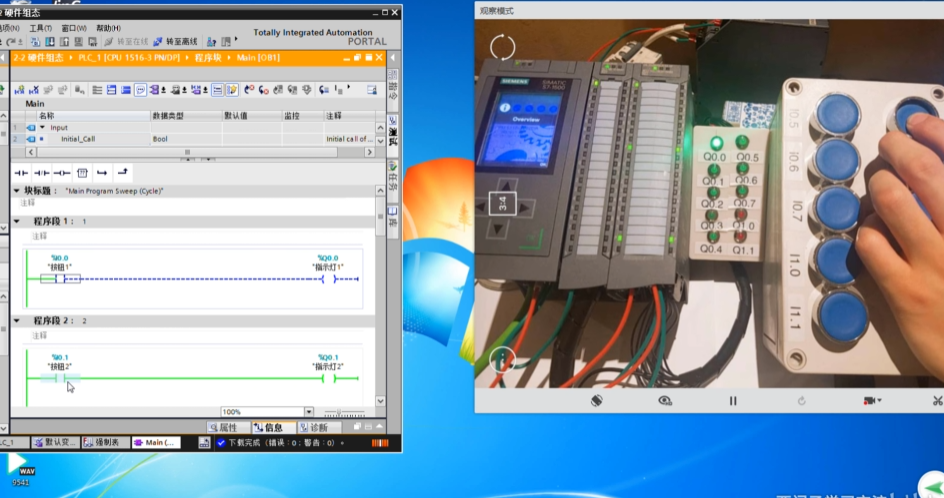 2 硬件组态
工具(T) 窗口(W) 帮助(H)
转至在线 转至离线
Totally Integrated Automation
PORTAL
2-2 硬件组态 ▸ PLC_1 [CPU 1516-3 PN/DP] ▸ 程序块 ▸ Main [OB1]
Main
名称 数据类型 默认值 监控 注释
1 Input
2 Initial_Call Bool Initial call of...
块标题: "Main Program Sweep (Cycle)"
注释
程序段 1: 1
注释
%I0.0 %Q0.0
"按钮1" "指示灯1"
程序段 2: 2
注释
%I0.1 %Q0.1
"按钮2" "指示灯2"
100%
属性 信息 诊断
LC_1 默认变... 强制表 Main (...
下载完成 (错误:0;警告:0)。
WAV
9541
观察模式
SIEMENS
SIMATIC
S7-1500
Overview
3:4
Q0.0 Q0.5
Q0.1 Q0.6
Q0.2 Q0.7
Q0.3 Q1.0
Q0.4 Q1.1
I0.5
I0.6
I0.7
I1.0
I1.1